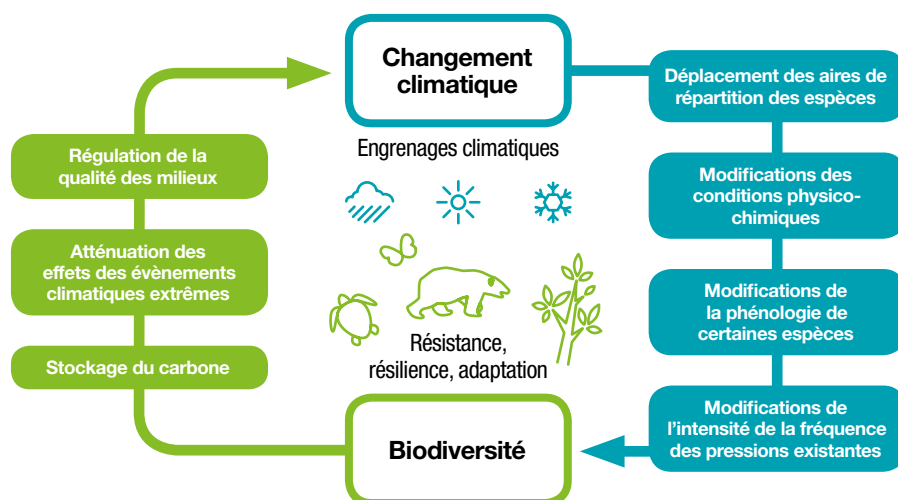 Changement
climatique
Déplacement des aires de
répartition des espèces
Modifications des
conditions physico-
chimiques
Modifications de
la phénologie de
certaines espèces
Modifications de
l'intensité de la fréquence
des pressions existantes
Biodiversité
Stockage du carbone
Atténuation des
effets des évènements
climatiques extrêmes
Régulation de la
qualité des milieux
Engrenages climatiques
Résistance,
résilience, adaptation